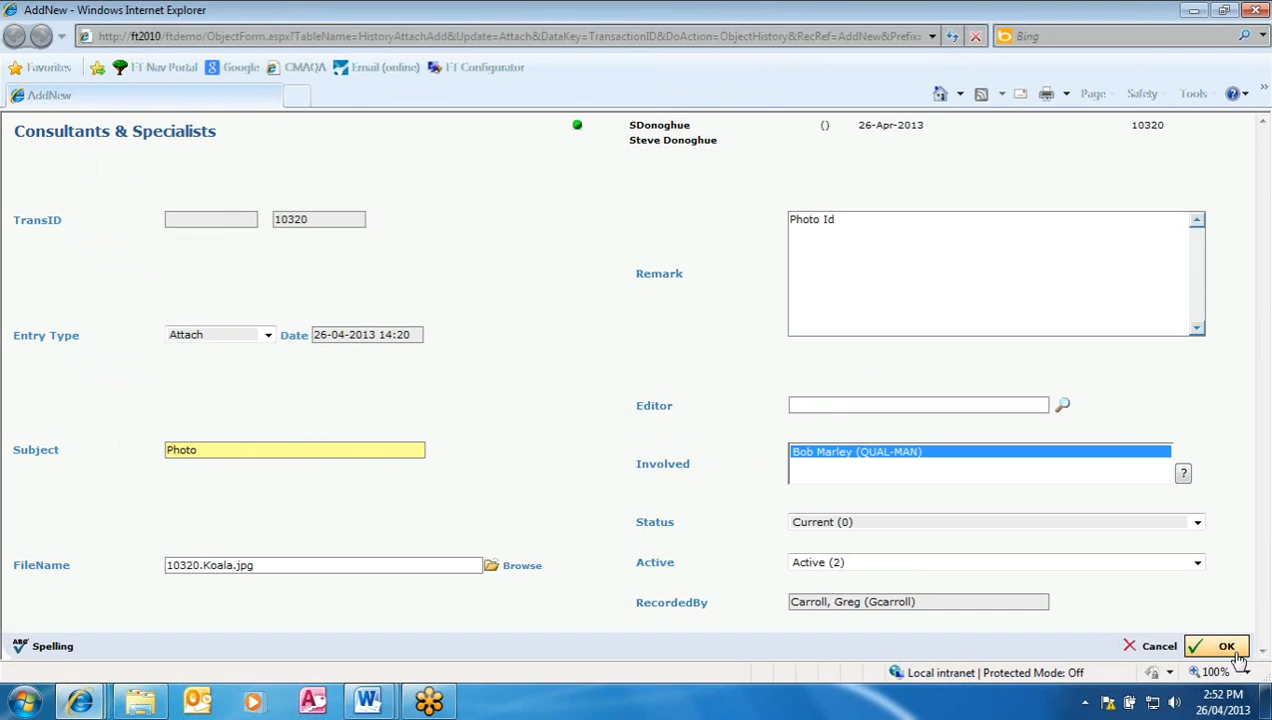 AddNew - Windows Internet Explorer
http://ft2010/ftdemo/ObjectForm.aspx?TableName=HistoryAttachAdd&Update=Attach&DataKey=TransactionID&DoAction=ObjectHistory&RecRef=AddNew&Prefix=
Bing
Favorites
FT Nav Portal
Google
CMAQA
Email (online)
FT Configurator
AddNew
Page
Safety
Tools
Consultants & Specialists
SDonoghue
()
26-Apr-2013
10320
Steve Donoghue
TransID
10320
Photo Id
Remark
Entry Type
Attach
Date
26-04-2013 14:20
Editor
Subject
Photo
Involved
Bob Marley (QUAL-MAN)
?
Status
Current (0)
FileName
10320.Koala.jpg
Browse
Active
Active (2)
RecordedBy
Carroll, Greg (Gcarroll)
ABC
Spelling
Cancel
OK
Local intranet | Protected Mode: Off
100%
2:52 PM
26/04/2013